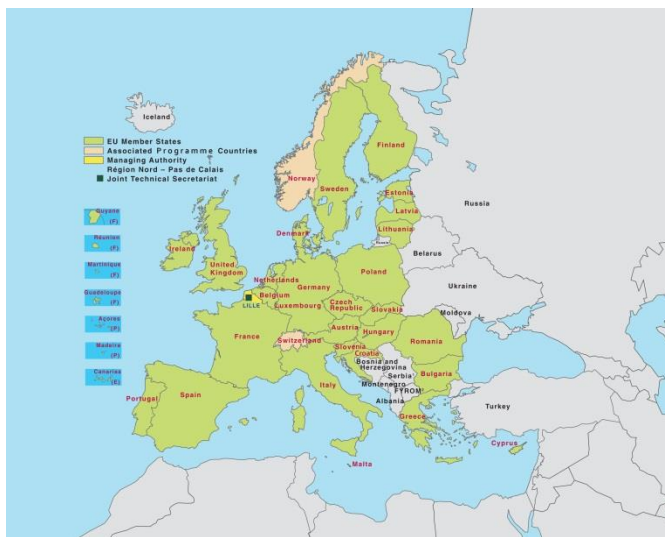 Iceland
EU Member States
Associated Programme Countries
Managing Authority
Région Nord – Pas de Calais
Joint Technical Secretariat
Finland
Norway
Sweden
Estonia
Russia
Latvia
Lithuania
Denmark
Russia
Belarus
Ireland
United
Kingdom
Netherlands
Poland
Germany
Belgium
LILLE
Luxembourg
Czech
Republic
Ukraine
Slovakia
Moldova
France
Austria
Hungary
Switzerland
Slovenia
Romania
Croatia
Bosnia and
Herzegovina
Serbia
Bulgaria
Montenegro
FYROM
Italy
Albania
Portugal
Spain
Turkey
Greece
Cyprus
Malta
Guyane
(F)
Réunion
(F)
Martinique
(F)
Guadeloupe
(F)
Açores
(P)
Madeira
(P)
Canarias
(E)